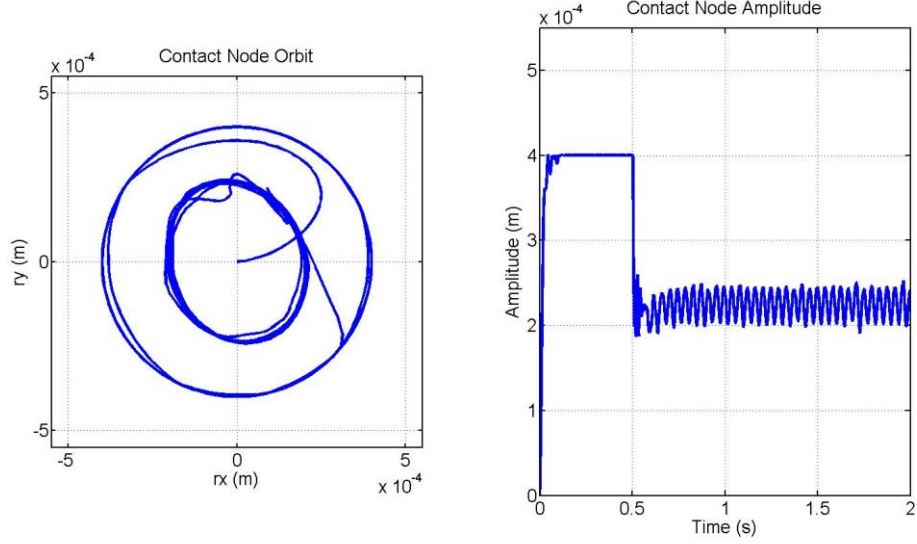 Contact Node Orbit
x 10⁻⁴
5
0
-5
ry (m)
-5
0
5
rx (m)
x 10⁻⁴
Contact Node Amplitude
x 10⁻⁴
5
4
3
2
1
0
Amplitude (m)
0
0.5
1
1.5
2
Time (s)